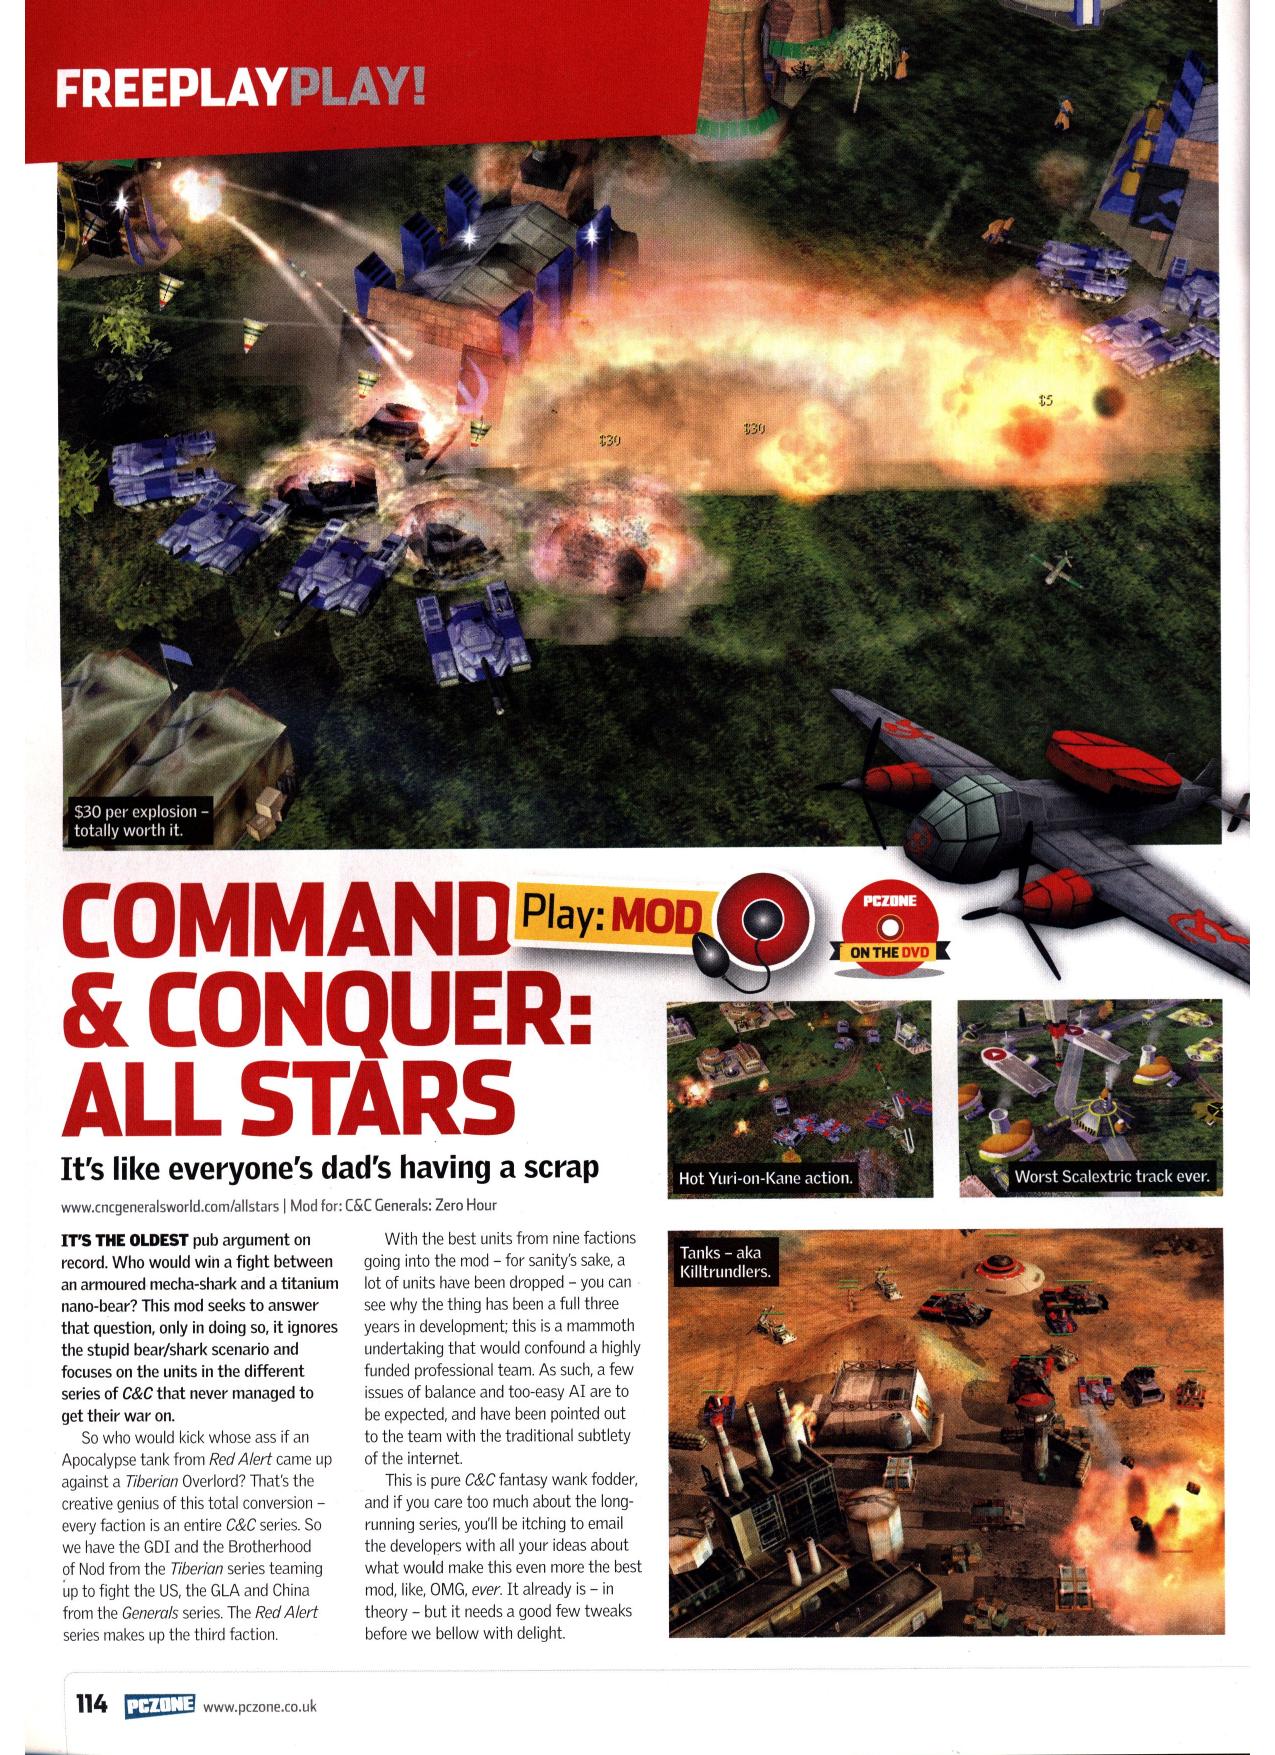 FREEPLAYPLAY!
$5
$30
$30
$30 per explosion –
totally worth it.
COMMAND
& CONQUER:
ALL STARS
Play: MOD
PCZONE
ON THE DVD
It's like everyone's dad's having a scrap
www.cncgeneralsworld.com/allstars | Mod for: C&C Generals: Zero Hour
IT'S THE OLDEST pub argument on
record. Who would win a fight between
an armoured mecha-shark and a titanium
nano-bear? This mod seeks to answer
that question, only in doing so, it ignores
the stupid bear/shark scenario and
focuses on the units in the different
series of C&C that never managed to
get their war on.
So who would kick whose ass if an
Apocalypse tank from Red Alert came up
against a Tiberian Overlord? That's the
creative genius of this total conversion –
every faction is an entire C&C series. So
we have the GDI and the Brotherhood
of Nod from the Tiberian series teaming
up to fight the US, the GLA and China
from the Generals series. The Red Alert
series makes up the third faction.
With the best units from nine factions
going into the mod – for sanity's sake, a
lot of units have been dropped – you can
see why the thing has been a full three
years in development; this is a mammoth
undertaking that would confound a highly
funded professional team. As such, a few
issues of balance and too-easy AI are to
be expected, and have been pointed out
to the team with the traditional subtlety
of the internet.
This is pure C&C fantasy wank fodder,
and if you care too much about the long-
running series, you'll be itching to email
the developers with all your ideas about
what would make this even more the best
mod, like, OMG, ever. It already is – in
theory – but it needs a good few tweaks
before we bellow with delight.
Hot Yuri-on-Kane action.
Worst Scalextric track ever.
Tanks – aka
Killtrundlers.
114 PCZONE www.pczone.co.uk